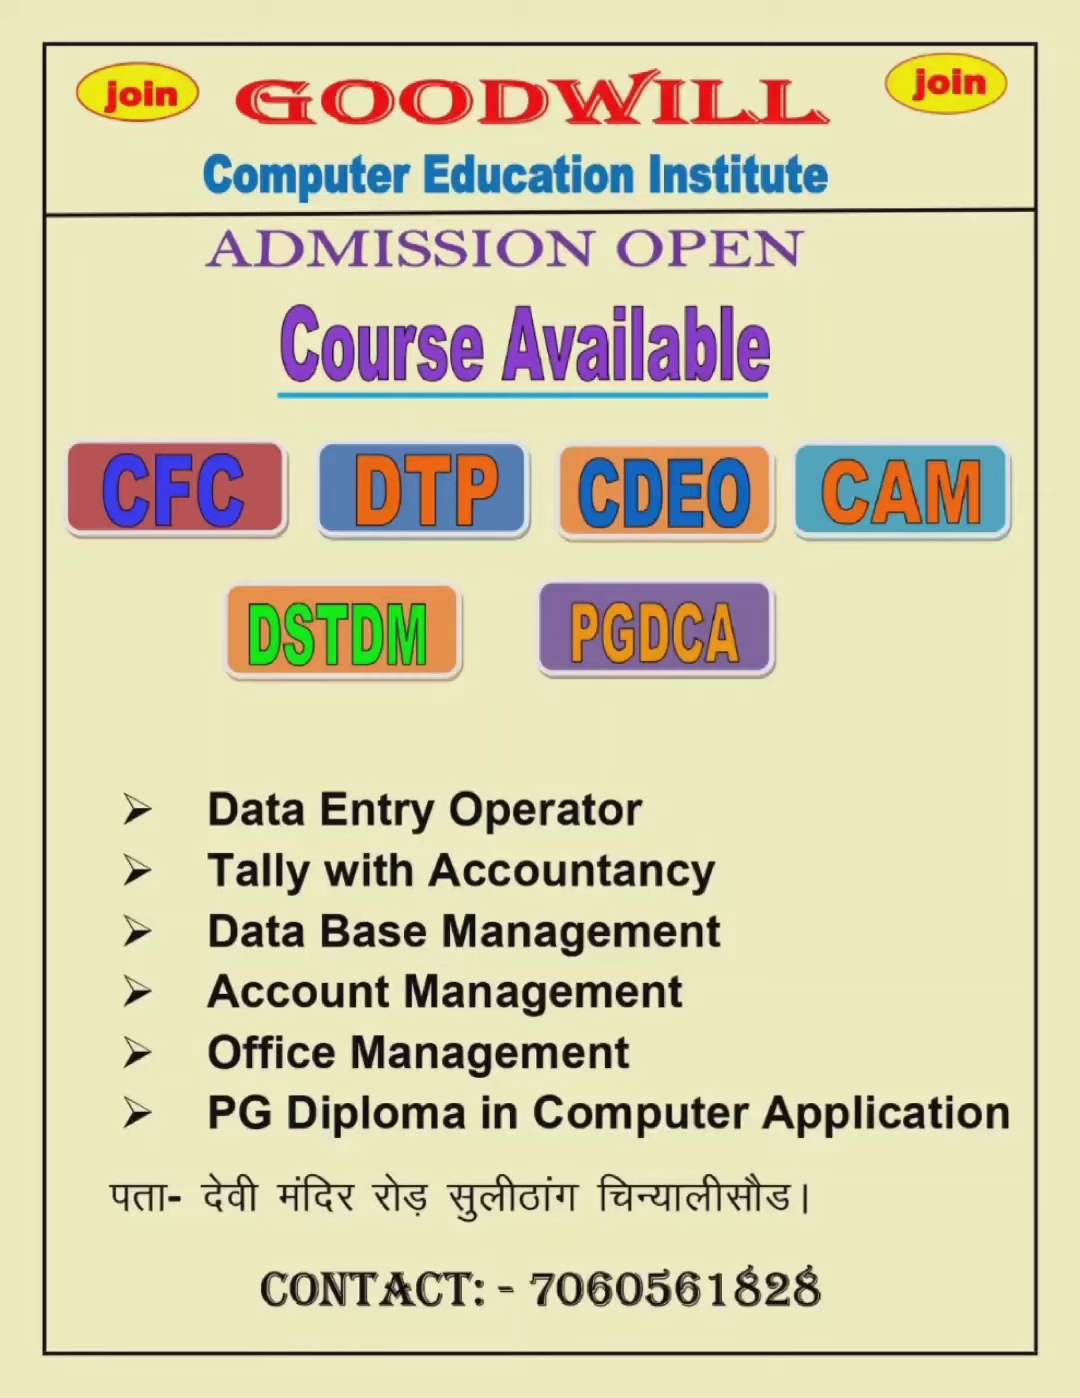 join GOODWILL join
Computer Education Institute
ADMISSION OPEN
Course Available
CFC DTP CDEO CAM
DSTDM PGDCA
➢ Data Entry Operator
➢ Tally with Accountancy
➢ Data Base Management
➢ Account Management
➢ Office Management
➢ PG Diploma in Computer Application
पता- देवी मंदिर रोड़ सुलीठांग चिन्यालीसौड।
CONTACT: - 7060561828